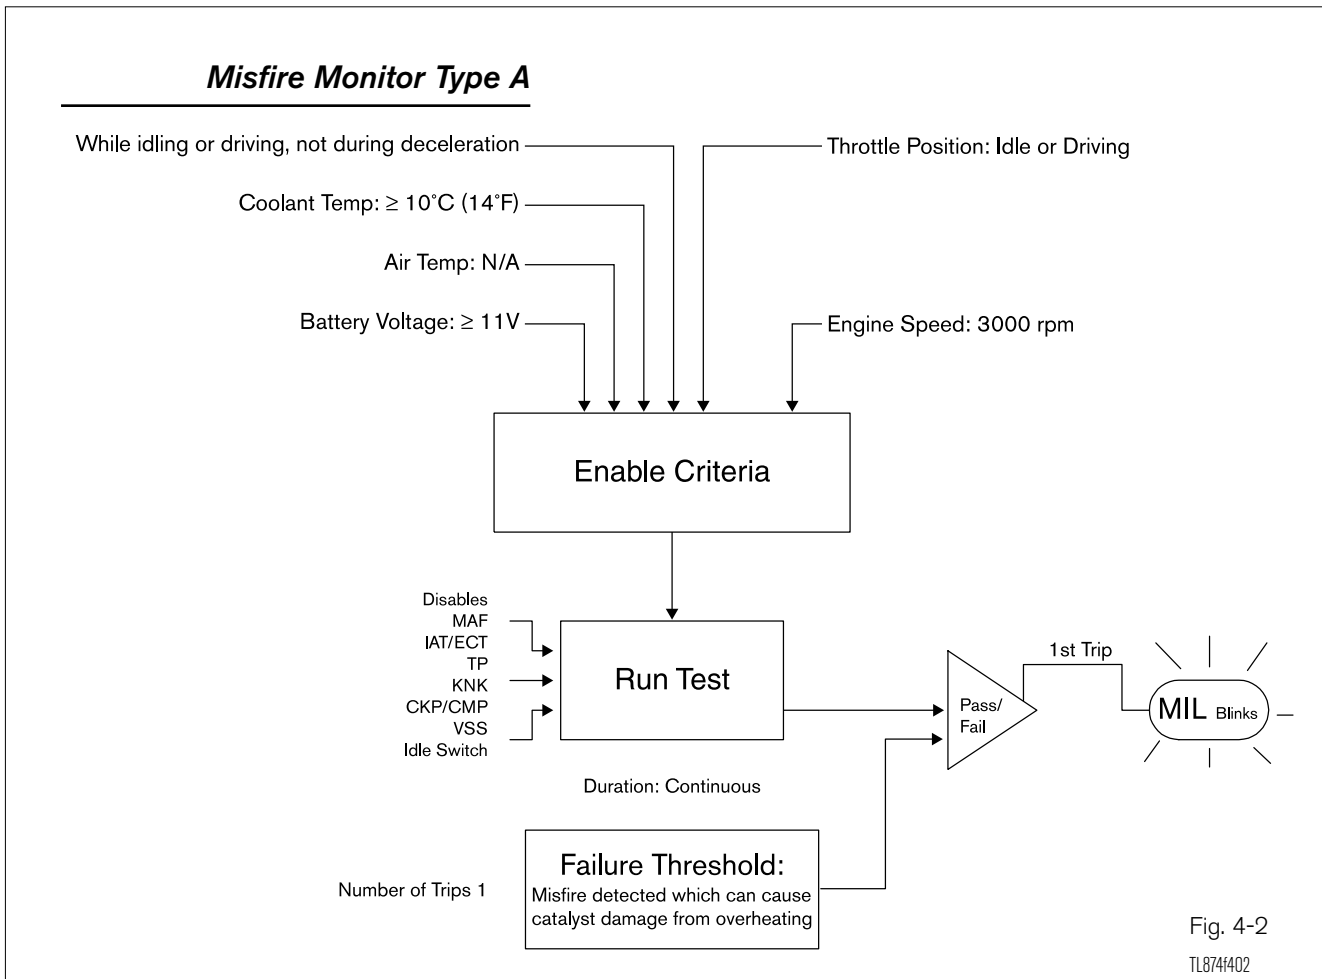 Misfire Monitor Type A
While idling or driving, not during deceleration
Throttle Position: Idle or Driving
Coolant Temp: ≥ 10˚C (14˚F)
Air Temp: N/A
Battery Voltage: ≥ 11V
Engine Speed: 3000 rpm
Enable Criteria
Disables
MAF
IAT/ECT
TP
KNK
CKP/CMP
VSS
Idle Switch
Run Test
Pass/
Fail
1st Trip
MIL Blinks
Duration: Continuous
Number of Trips 1
Failure Threshold:
Misfire detected which can cause
catalyst damage from overheating
Fig. 4-2
TL874f402